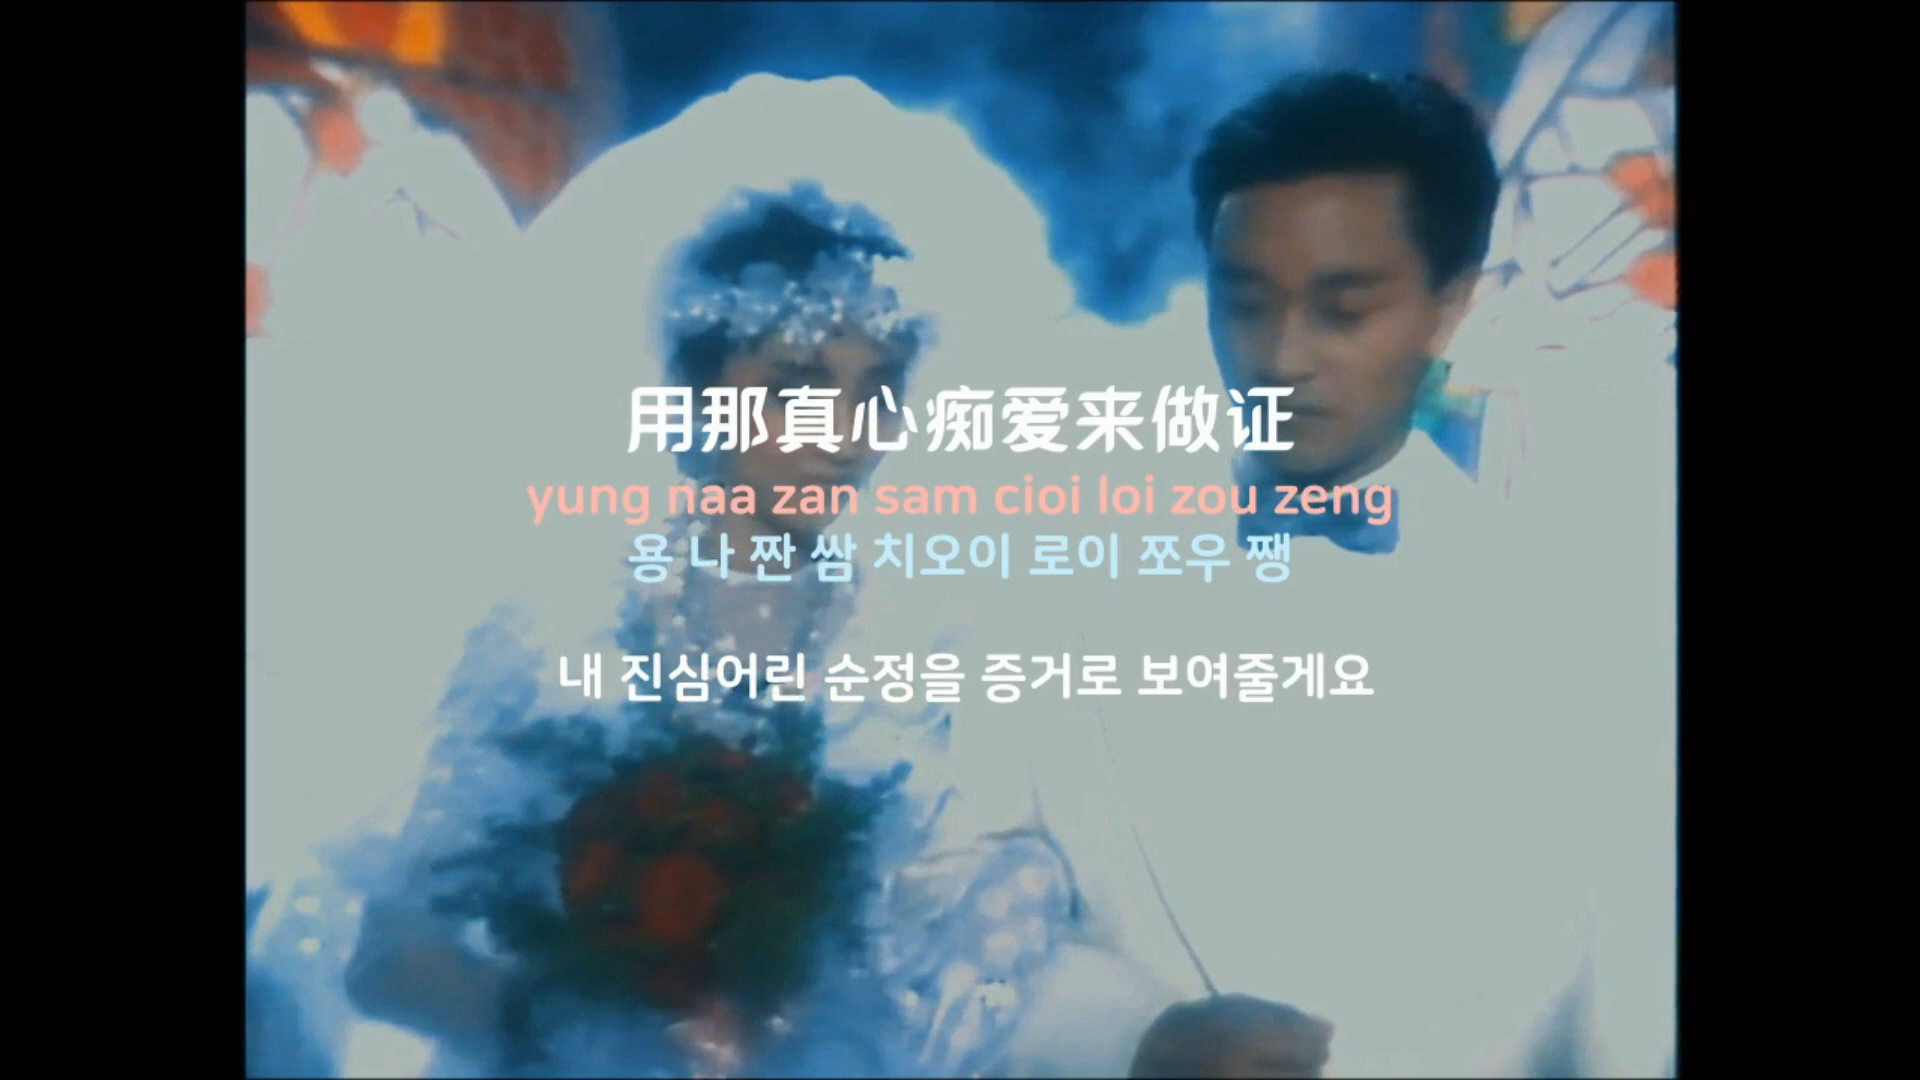 用那真心痴爱来做证
yung naa zan sam cioi loi zou zeng
용 나 짠 쌈 치오이 로이 쪼우 쨍
내 진심어린 순정을 증거로 보여줄게요